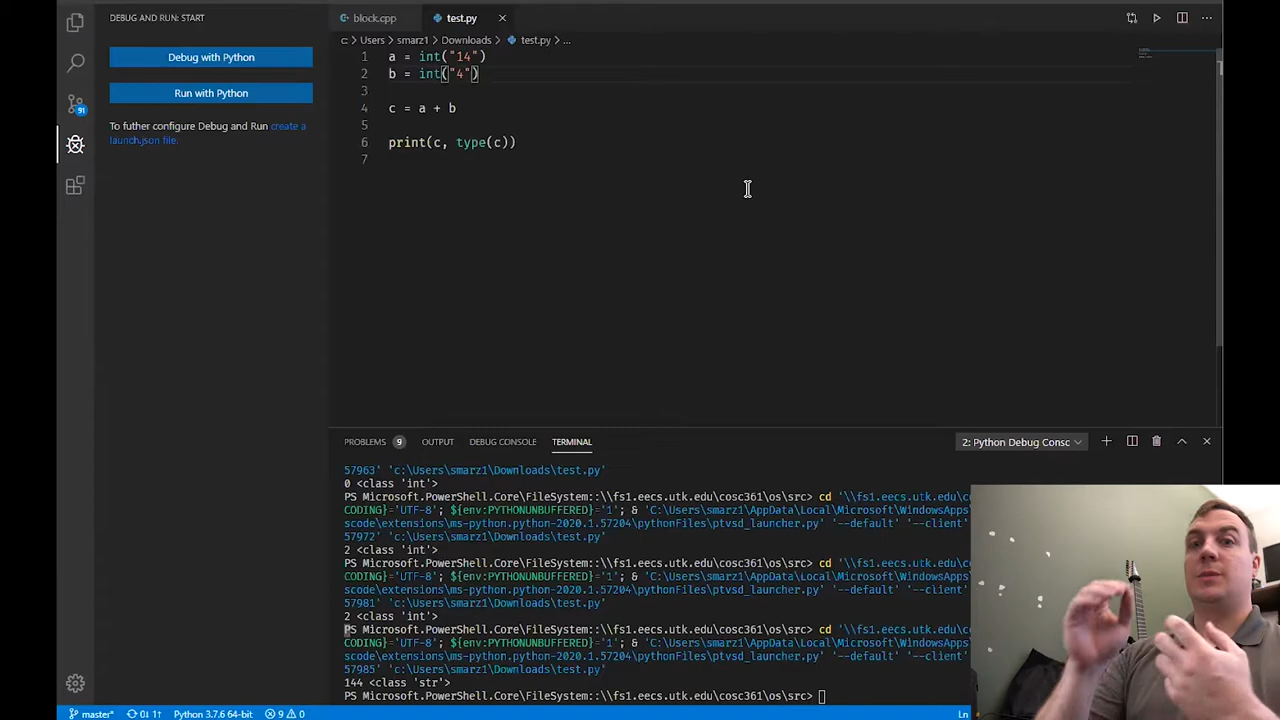 DEBUG AND RUN: START
block.cpp
test.py
Debug with Python
Run with Python
To futher configure Debug and Run create a
launch.json file.
c: > Users > smarz1 > Downloads > test.py > ...
1 a = int("14")
2 b = int("4")
3
4 c = a + b
5
6 print(c, type(c))
7
91
PROBLEMS 9 OUTPUT DEBUG CONSOLE TERMINAL
2: Python Debug Consc
57963' 'c:\Users\smarz1\Downloads\test.py'
0 <class 'int'>
PS Microsoft.PowerShell.Core\FileSystem::\\fs1.eecs.utk.edu\cosc361\os\src> cd '\\fs1.eecs.utk.edu\co
CODING}='UTF-8'; ${env:PYTHONUNBUFFERED}='1'; & 'C:\Users\smarz1\AppData\Local\Microsoft\WindowsApps
scode\extensions\ms-python.python-2020.1.57204\pythonFiles\ptvsd_launcher.py' '--default' '--client'
57972' 'c:\Users\smarz1\Downloads\test.py'
2 <class 'int'>
PS Microsoft.PowerShell.Core\FileSystem::\\fs1.eecs.utk.edu\cosc361\os\src> cd '\\fs1.eecs.utk.edu\co
CODING}='UTF-8'; ${env:PYTHONUNBUFFERED}='1'; & 'C:\Users\smarz1\AppData\Local\Microsoft\WindowsApps
scode\extensions\ms-python.python-2020.1.57204\pythonFiles\ptvsd_launcher.py' '--default' '--client'
57981' 'c:\Users\smarz1\Downloads\test.py'
2 <class 'int'>
PS Microsoft.PowerShell.Core\FileSystem::\\fs1.eecs.utk.edu\cosc361\os\src> cd '\\fs1.eecs.utk.edu\co
CODING}='UTF-8'; ${env:PYTHONUNBUFFERED}='1'; & 'C:\Users\smarz1\AppData\Local\Microsoft\WindowsApps
scode\extensions\ms-python.python-2020.1.57204\pythonFiles\ptvsd_launcher.py' '--default' '--client'
57985' 'c:\Users\smarz1\Downloads\test.py'
144 <class 'str'>
PS Microsoft.PowerShell.Core\FileSystem::\\fs1.eecs.utk.edu\cosc361\os\src>
master* 0↓ 1↑ Python 3.7.6 64-bit 9 0 Ln